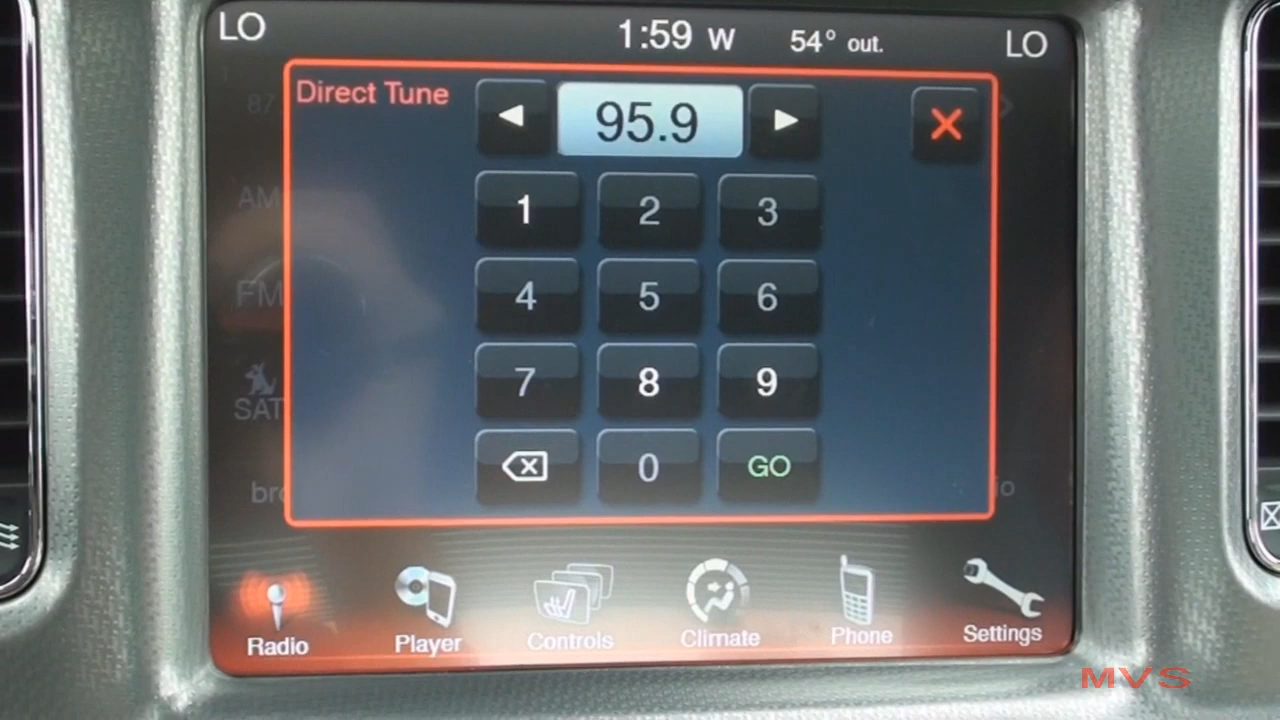 LO 1:59 W 54° out. LO
Direct Tune 95.9
87
AM
1 2 3
FM
4 5 6
SAT
7 8 9
0 GO
Radio Player Controls Climate Phone Settings
MVS